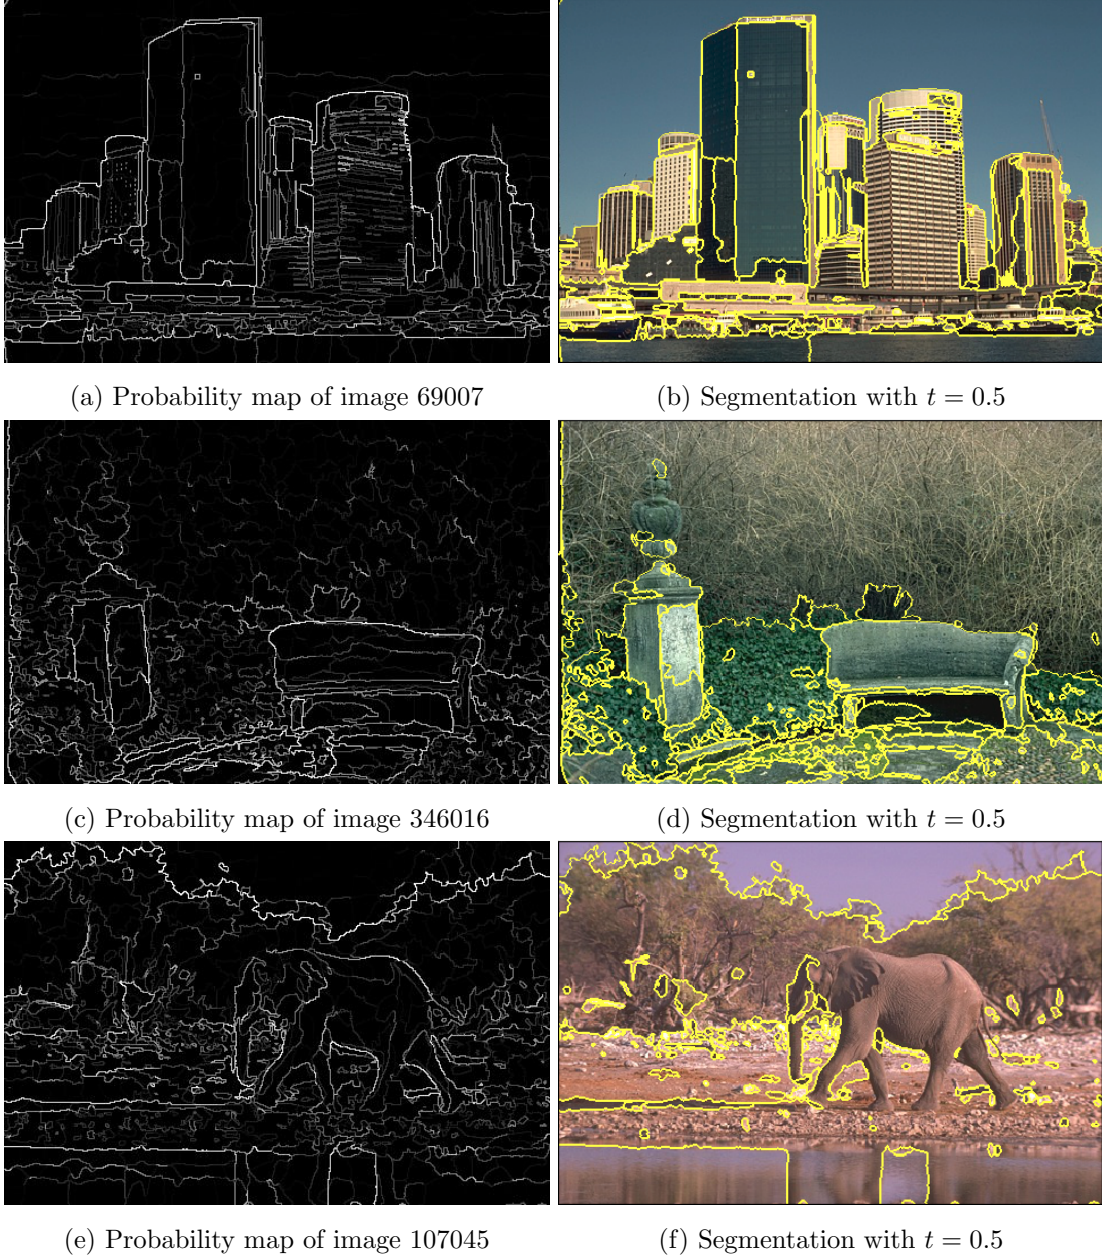 (a) Probability map of image 69007
(b) Segmentation with t = 0.5
(c) Probability map of image 346016
(d) Segmentation with t = 0.5
(e) Probability map of image 107045
(f) Segmentation with t = 0.5